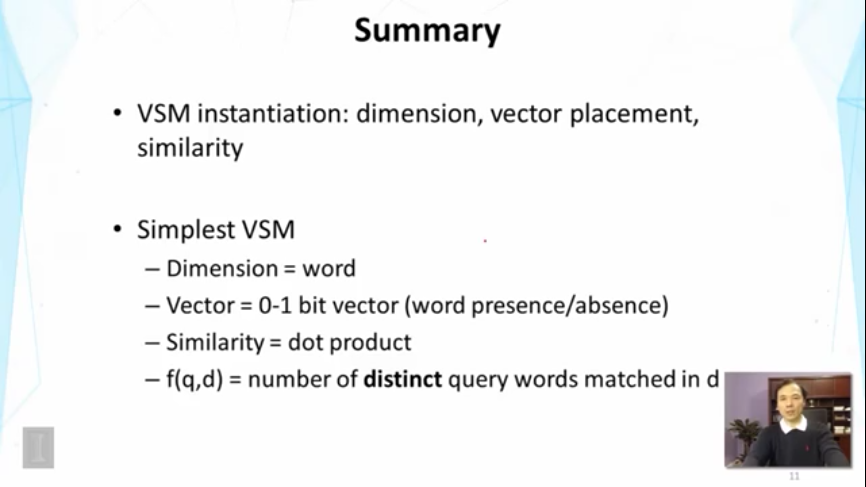 Summary
• VSM instantiation: dimension, vector placement,
similarity
• Simplest VSM
– Dimension = word
– Vector = 0-1 bit vector (word presence/absence)
– Similarity = dot product
– f(q,d) = number of distinct query words matched in d
I
11